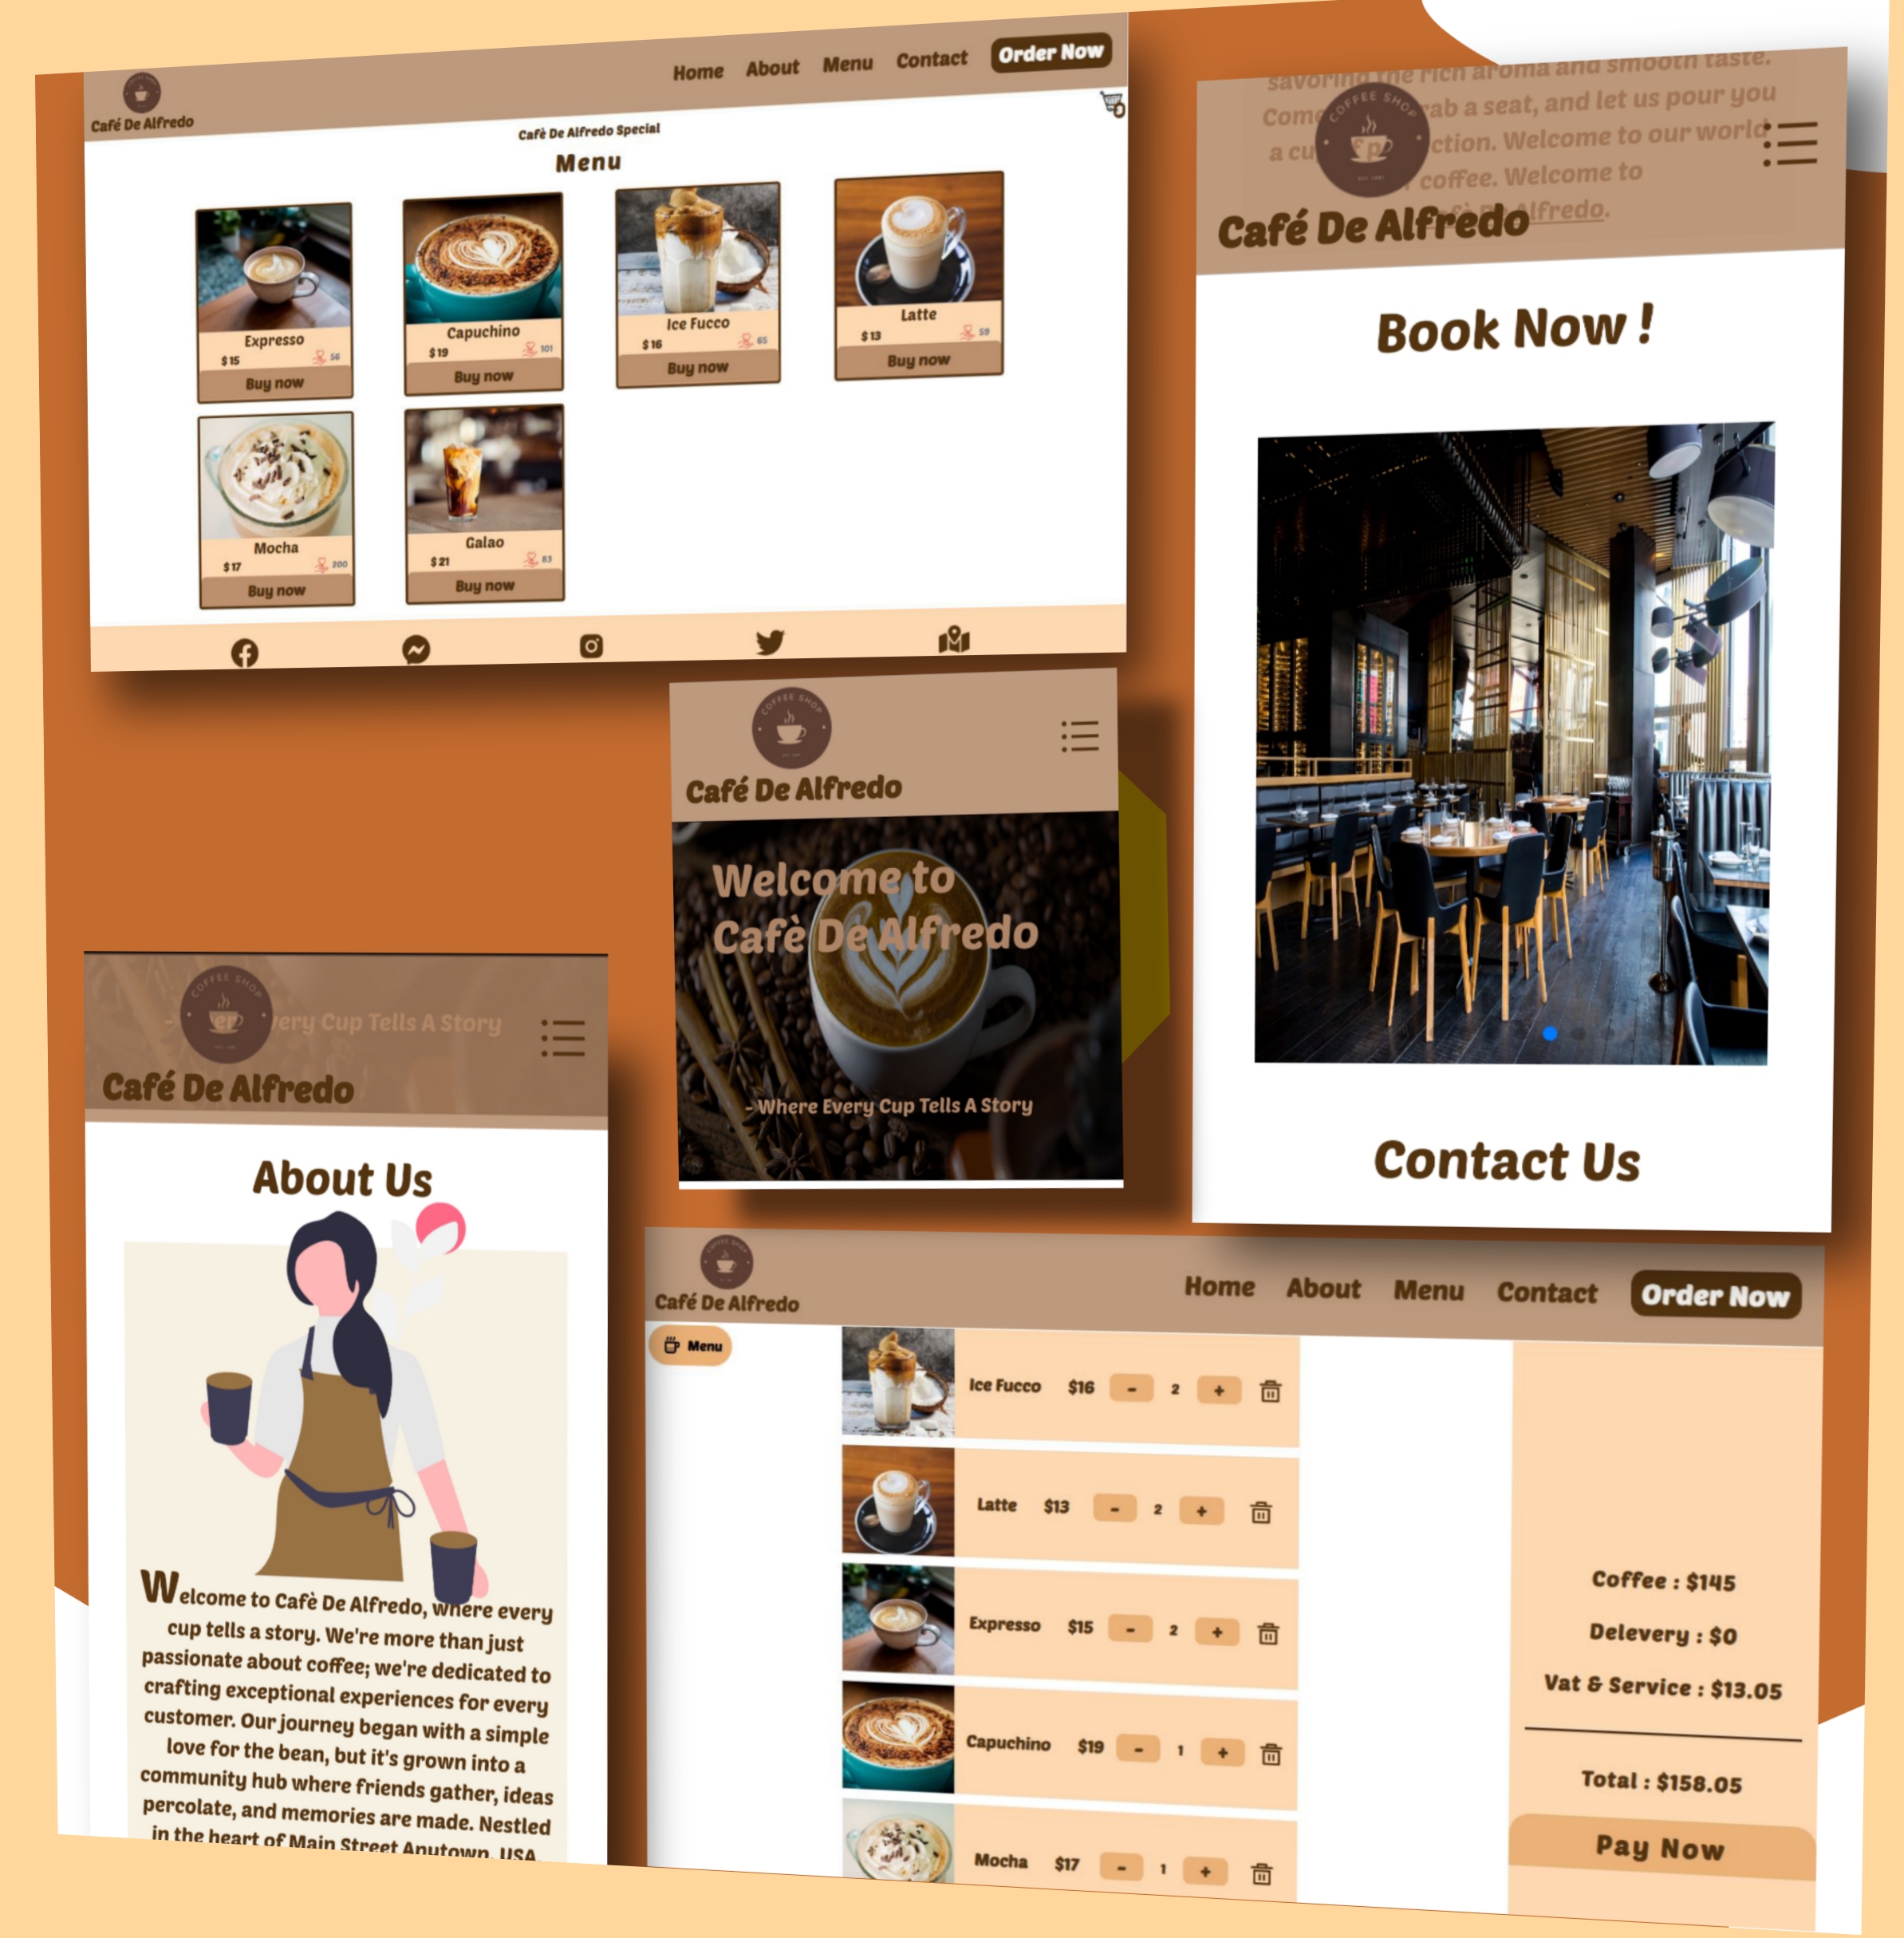 Café De Alfredo
Home About Menu Contact Order Now
Cafè De Alfredo Special
Menu
Expresso
$ 15 56
Buy now
Capuchino
$ 19 101
Buy now
Ice Fucco
$ 16 65
Buy now
Latte
$ 13 59
Buy now
Mocha
$ 17 200
Buy now
Galao
$ 21 83
Buy now
savoring the rich aroma and smooth taste.
rab a seat, and let us pour you
ction. Welcome to our world
coffee. Welcome to
Alfredo.
COFFEE SHOP
Café De Alfredo
Book Now !
Contact Us
COFFEE SHOP
Café De Alfredo
Welcome to
Cafè De Alfredo
- Where Every Cup Tells A Story
COFFEE SHOP
very Cup Tells A Story
Café De Alfredo
About Us
Welcome to Cafè De Alfredo, where every
cup tells a story. We're more than just
passionate about coffee; we're dedicated to
crafting exceptional experiences for every
customer. Our journey began with a simple
love for the bean, but it's grown into a
community hub where friends gather, ideas
percolate, and memories are made. Nestled
in the heart of Main Street Anytown, USA,
COFFEE SHOP
Café De Alfredo
Home About Menu Contact Order Now
Menu
Ice Fucco $16 - 2 +
Latte $13 - 2 +
Expresso $15 - 2 +
Capuchino $19 - 1 +
Mocha $17 - 1 +
Coffee : $145
Delevery : $0
Vat & Service : $13.05
Total : $158.05
Pay Now